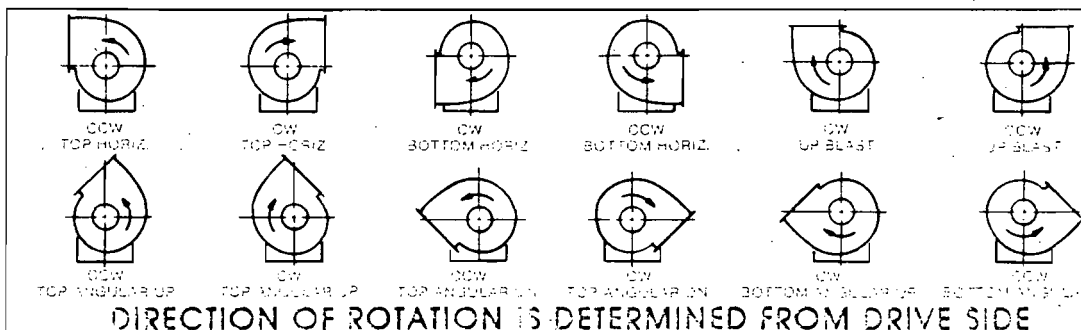 CCW
TOP HORIZ.
CW
TOP HORIZ
CW
BOTTOM HORIZ.
CCW
BOTTOM HORIZ.
CW
UP BLAST
CCW
UP BLAST
CCW
TOP ANGULAR UP
CW
TOP ANGULAR UP
CCW
TOP ANGULAR DN
CW
TOP ANGULAR DN
CW
BOTTOM ANGULAR UP
CCW
BOTTOM
DIRECTION OF ROTATION IS DETERMINED FROM DRIVE SIDE